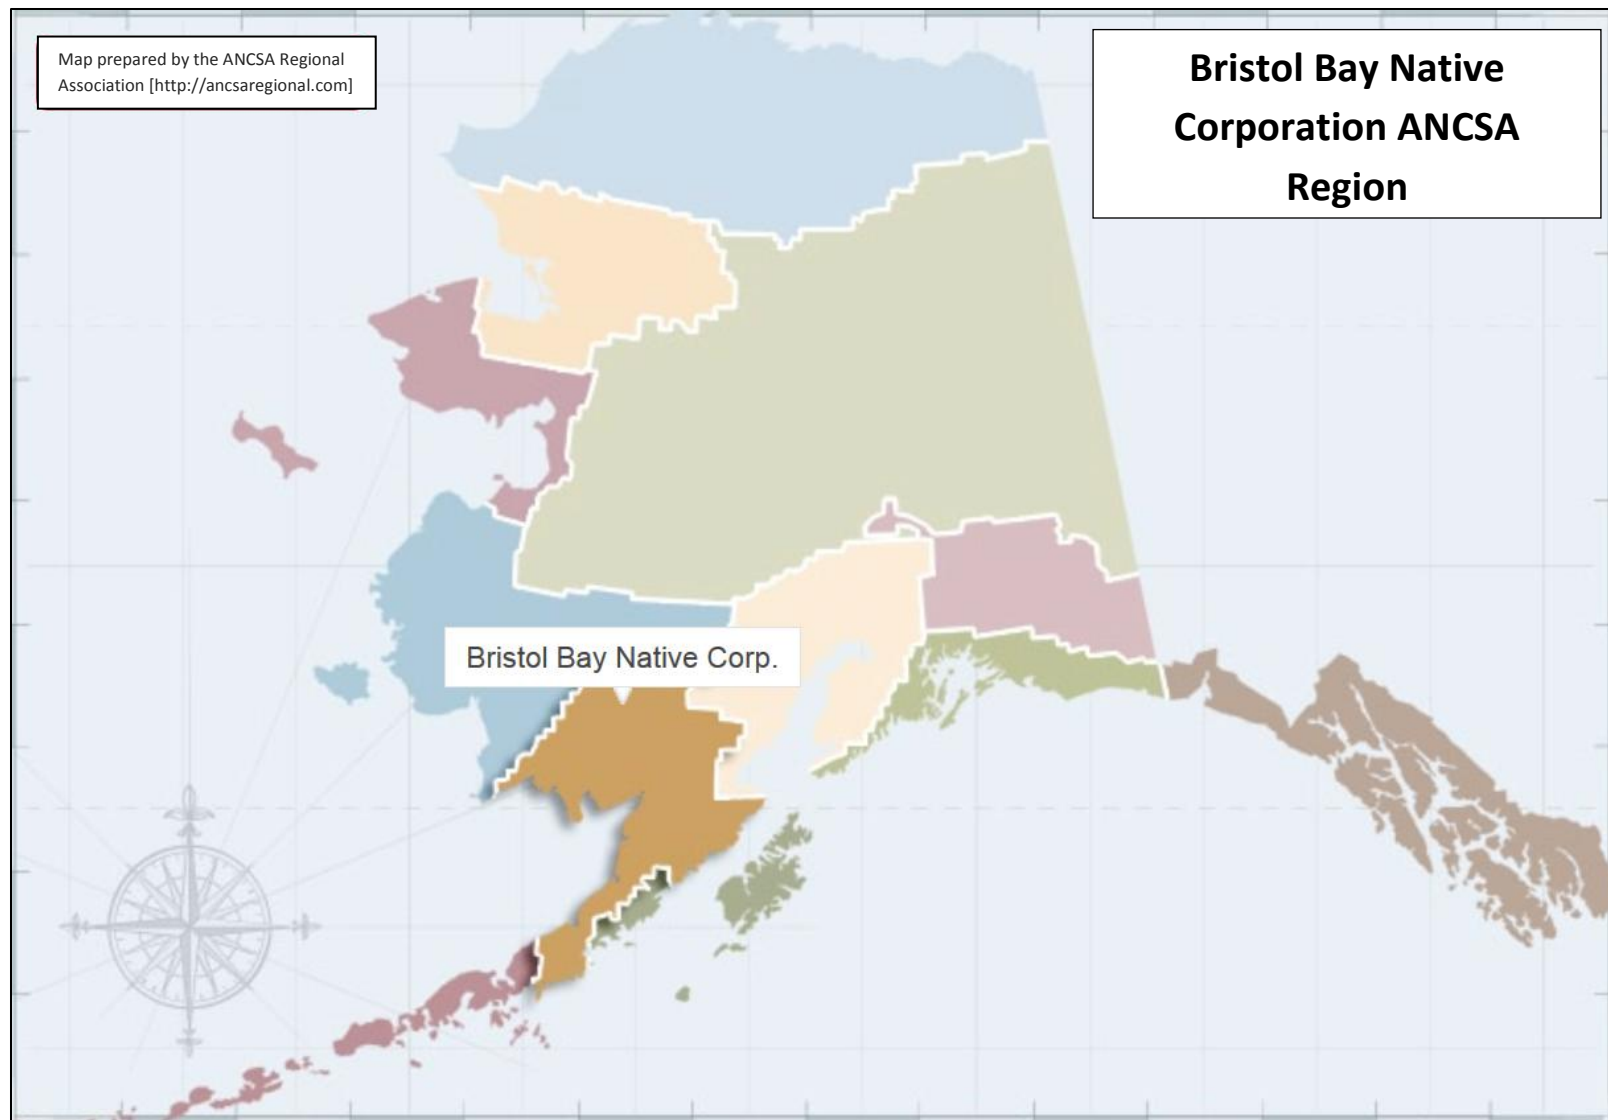 Map prepared by the ANCSA Regional
Association [http://ancsaregional.com]
Bristol Bay Native
Corporation ANCSA
Region
Bristol Bay Native Corp.